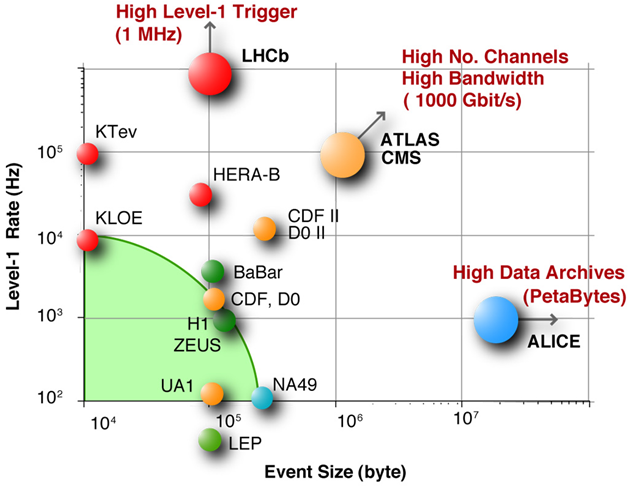 High Level-1 Trigger
(1 MHz)
LHCb
High No. Channels
High Bandwidth
( 1000 Gbit/s)
KTev
ATLAS
CMS
10⁵
HERA-B
KLOE
CDF II
D0 II
10⁴
Level-1 Rate (Hz)
BaBar
High Data Archives
(PetaBytes)
CDF, D0
10³
H1
ZEUS
ALICE
UA1
NA49
10²
10⁴
10⁵
10⁶
10⁷
LEP
Event Size (byte)